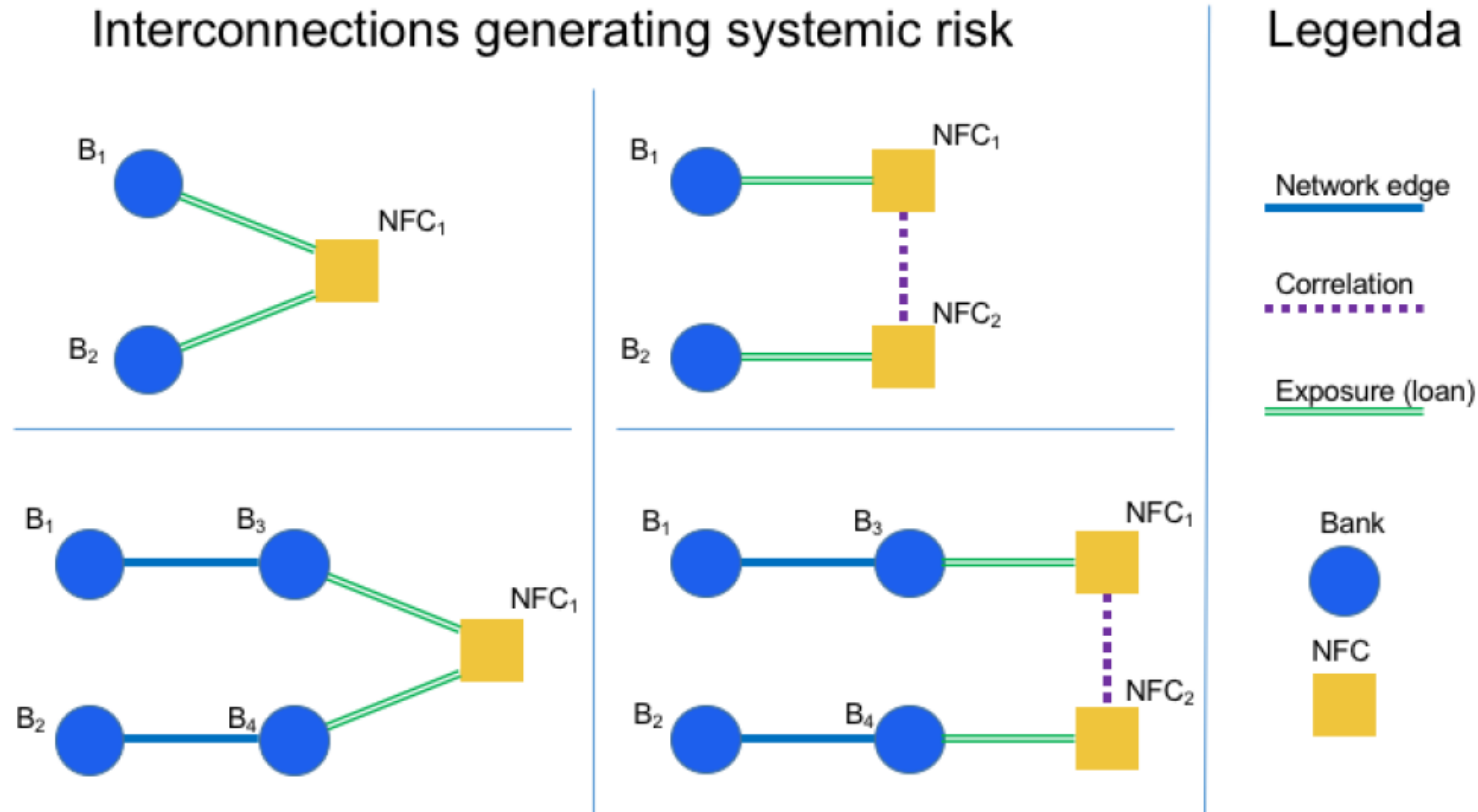 Interconnections generating systemic risk
B₁
NFC₁
B₂
B₁
NFC₁
B₂
NFC₂
B₁
B₃
NFC₁
B₂
B₄
B₁
B₃
NFC₁
B₂
B₄
NFC₂
Legenda
Network edge
Correlation
Exposure (loan)
Bank
NFC